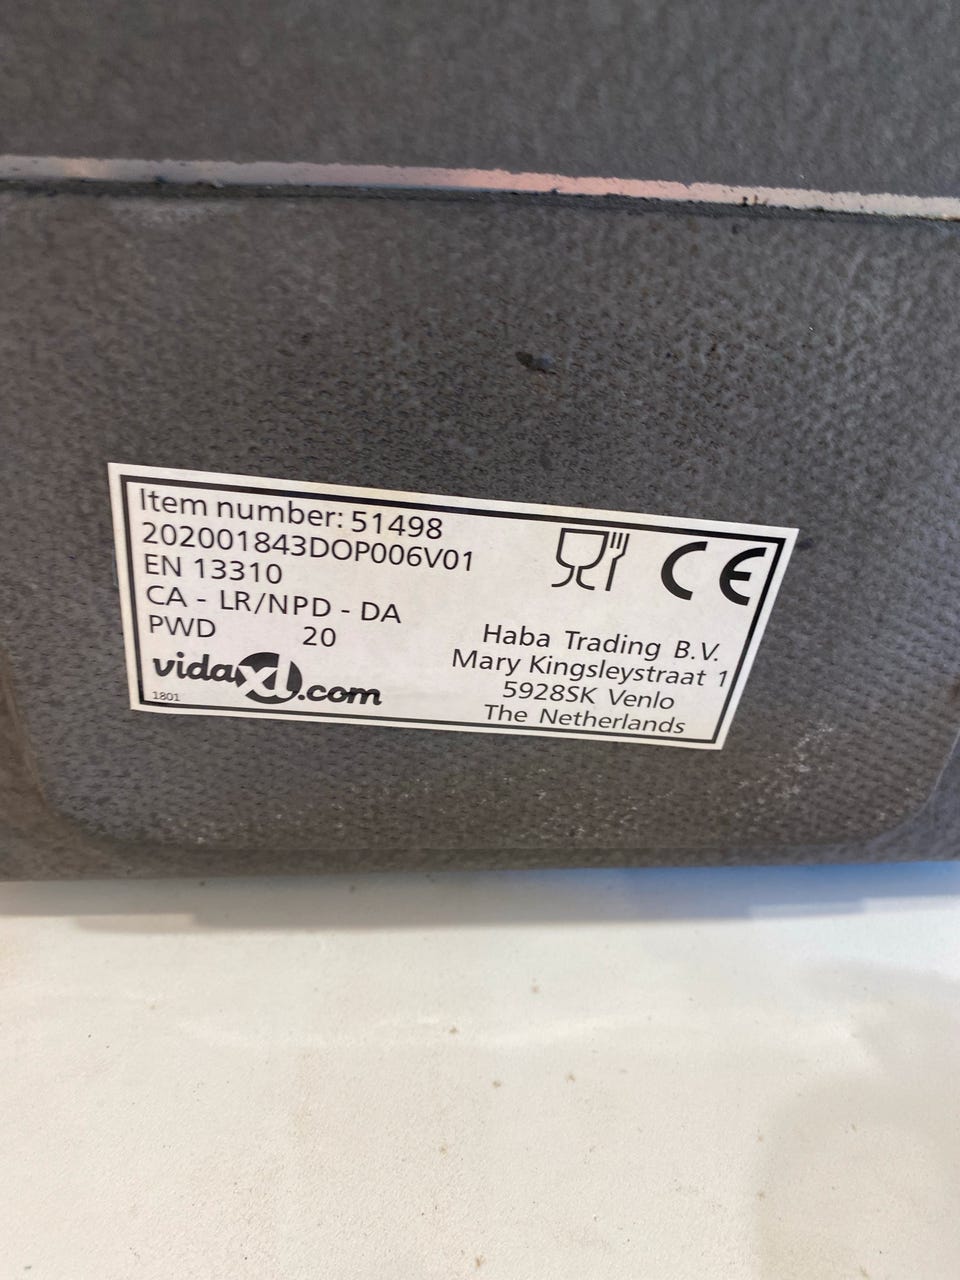 Item number: 51498
202001843DOP006V01
EN 13310
CA - LR/NPD - DA
PWD 20
vidaXL.com
1801
CE
Haba Trading B.V.
Mary Kingsleystraat 1
5928SK Venlo
The Netherlands